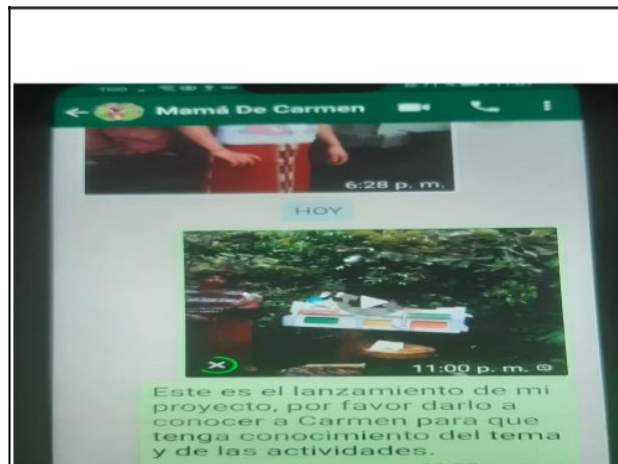 TIGO
Mamá De Carmen
6:28 p. m.
HOY
11:00 p. m.
Este es el lanzamiento de mi
proyecto, por favor darlo a
conocer a Carmen para que
tenga conocimiento del tema
y de las actividades.